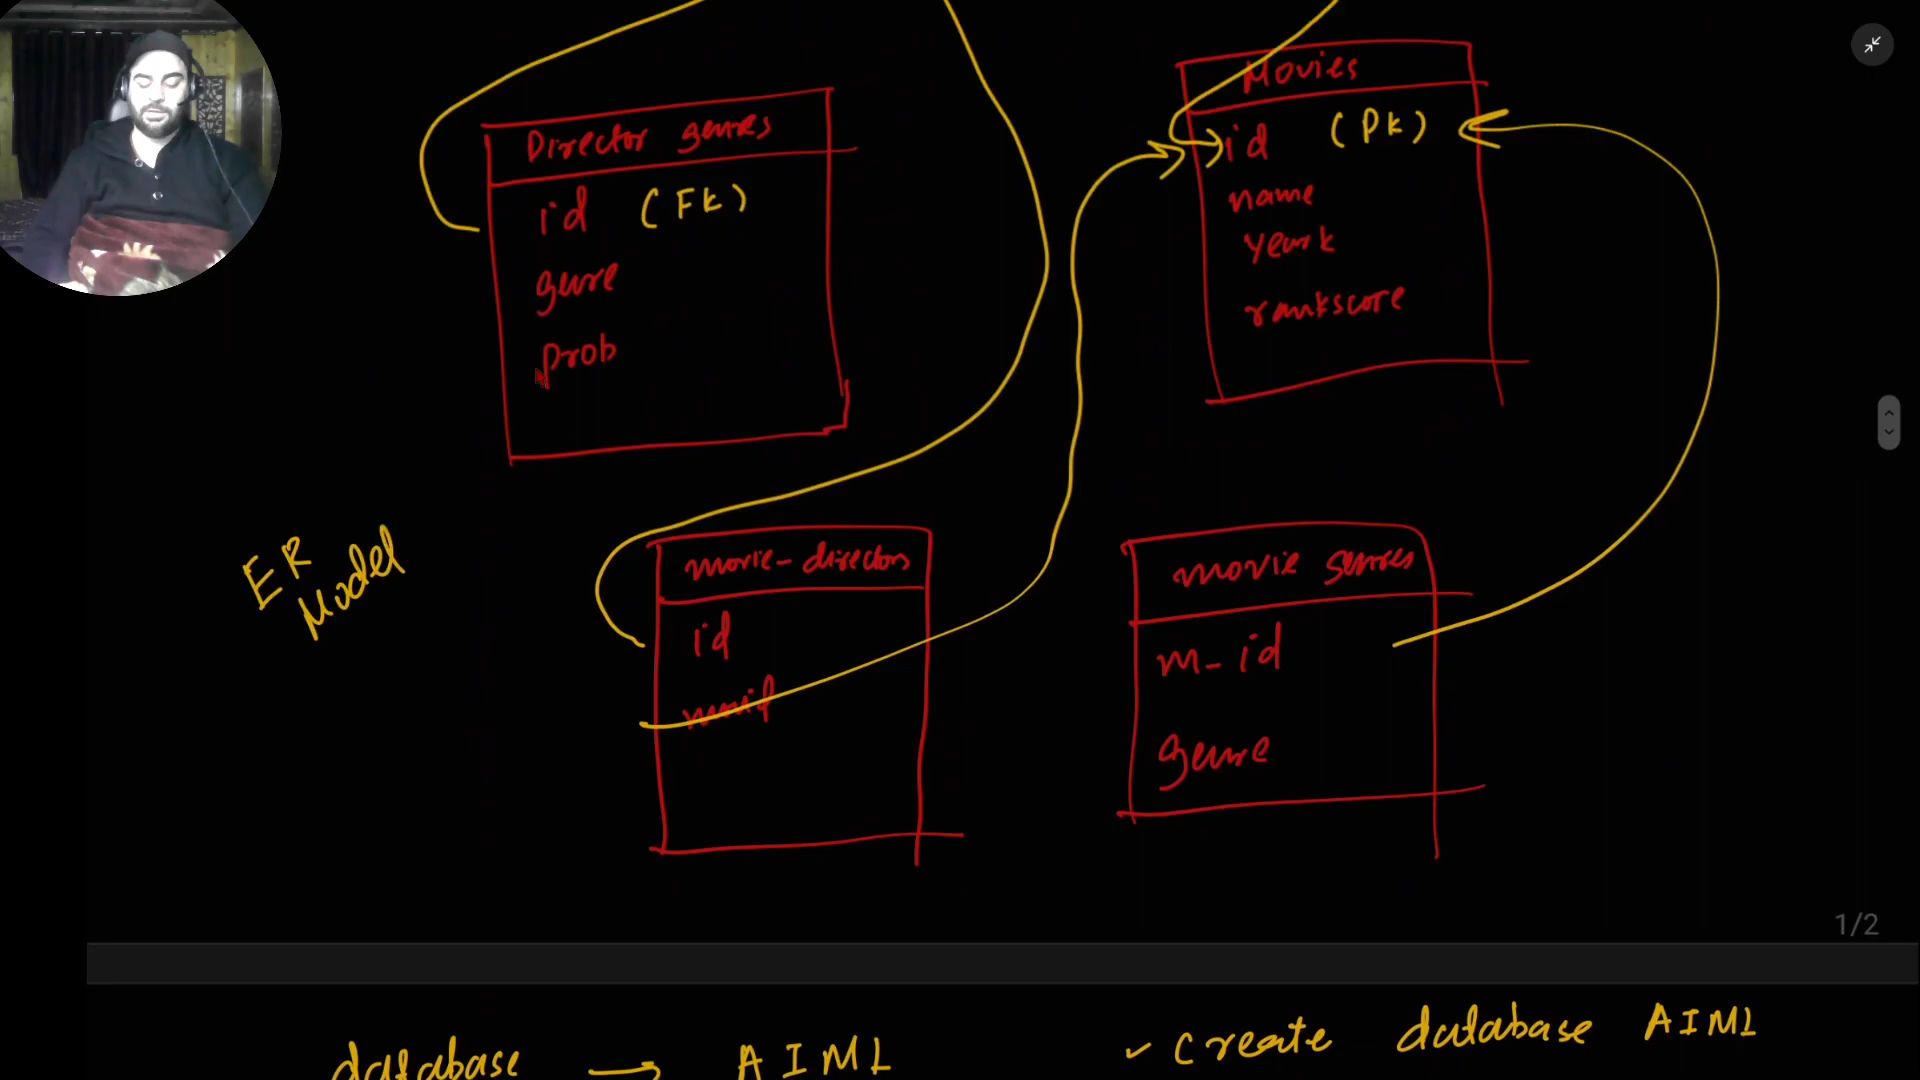 Movies
id (PK)
name
year
rankscore
Director genres
id (FK)
genre
prob
ER
Model
movie-directors
id
movie genres
m-id
genre
1/2
database → AIML
✓ create database AIML